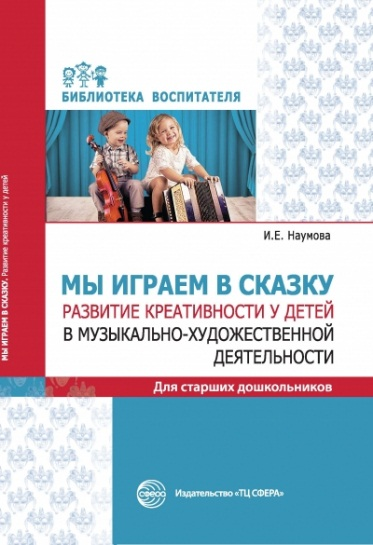 БИБЛИОТЕКА ВОСПИТАТЕЛЯ
И.Е. Наумова
МЫ ИГРАЕМ В СКАЗКУ
РАЗВИТИЕ КРЕАТИВНОСТИ У ДЕТЕЙ
В МУЗЫКАЛЬНО-ХУДОЖЕСТВЕННОЙ
ДЕЯТЕЛЬНОСТИ
Для старших дошкольников
сфера
Издательство «ТЦ СФЕРА»
МЫ ИГРАЕМ В СКАЗКУ. Развитие креативности у детей